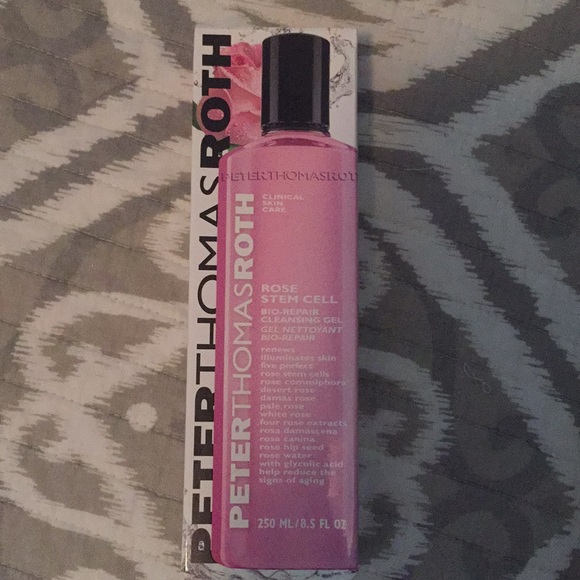 PETERTHOMASROTH
PETERTHOMASROT
CLINICAL
SKIN
CARE
PETERTHOMASROTH
ROSE
STEM CELL
BIO-REPAIR
CLEANSING GEL
GEL NETTOYANT
BIO-REPAIR
renews
illuminates skin
five perfect
rose stem cells
rose commiphora
desert rose
damas rose
pale rose
white rose
four rose extracts
rosa damascena
rosa canina
rose hip seed
rose water
with glycolic acid
help reduce the
signs of aging
250 ML/8.5 FL OZ